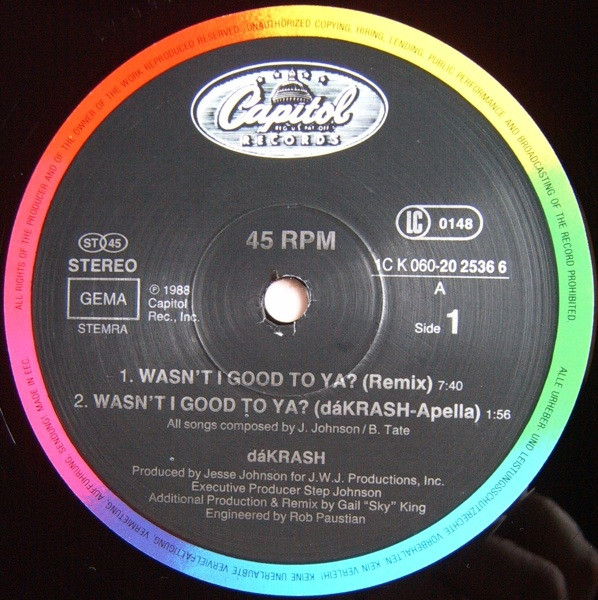 ALL RIGHTS OF THE PRODUCER AND OF THE OWNER OF THE WORK REPRODUCED RESERVED. UNAUTHORIZED COPYING, HIRING, LENDING, PUBLIC PERFORMANCE AND BROADCASTING OF THE RECORD PROHIBITED.
Capitol
REG. U.S. PAT. OFF.
RECORDS
45 RPM
LC 0148
ST 45
STEREO
1C K 060-20 2536 6
GEMA
STEMRA
℗ 1988
Capitol
Rec., Inc.
A
Side 1
1. WASN'T I GOOD TO YA? (Remix) 7:40
2. WASN'T I GOOD TO YA? (dáKRASH-Apella) 1:56
All songs composed by J. Johnson/B. Tate
dáKRASH
Produced by Jesse Johnson for J.W.J. Productions, Inc.
Executive Producer Step Johnson
Additional Production & Remix by Gail "Sky" King
Engineered by Rob Paustian
ALLE URHEBER- UND LEISTUNGSSCHUTZRECHTE VORBEHALTEN. KEIN VERLEIH! KEINE UNERLAUBTE VERVIELFÄLTIGUNG, VERMIETUNG, AUFFÜHRUNG, SENDUNG! MADE IN EEC.